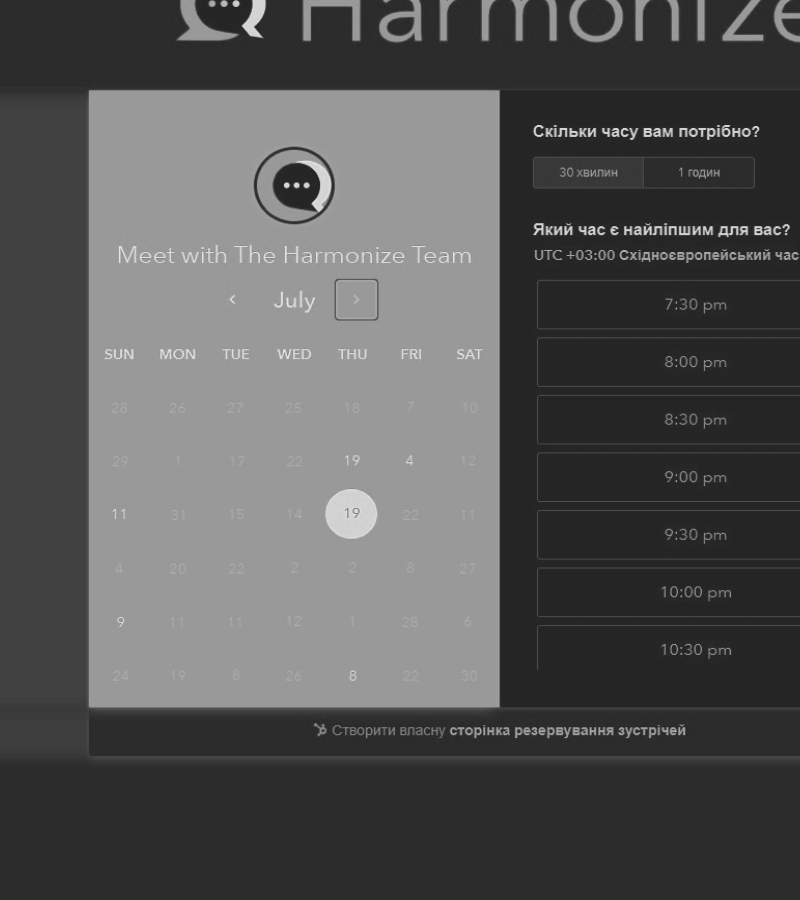 Harmonize
Meet with The Harmonize Team
July
SUN MON TUE WED THU FRI SAT
28 26 27 25 18 7 10
29 1 17 22 19 4 12
11 31 15 14 19 22 11
4 20 22 2 2 8 27
9 11 11 12 1 28 6
24 19 8 26 8 22 30
Скільки часу вам потрібно?
30 хвилин 1 годин
Який час є найліпшим для вас?
UTC +03:00 Східноєвропейський час
7:30 pm
8:00 pm
8:30 pm
9:00 pm
9:30 pm
10:00 pm
10:30 pm
Створити власну сторінка резервування зустрічей